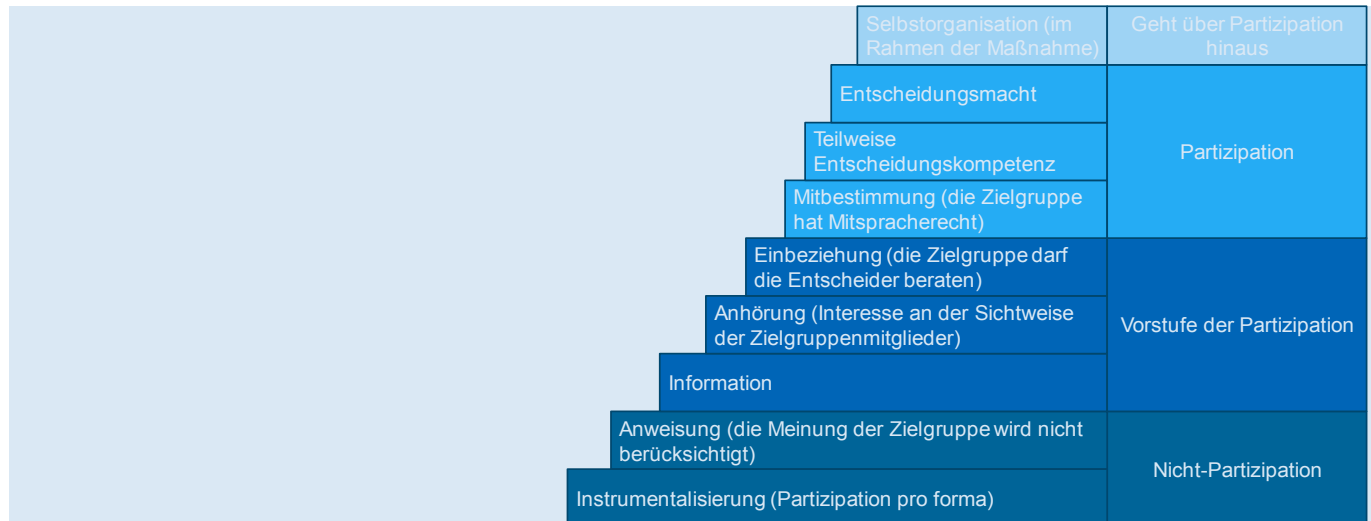 Selbstorganisation (im
Rahmen der Maßnahme)
Geht über Partizipation
hinaus
Entscheidungsmacht
Teilweise
Entscheidungskompetenz
Mitbestimmung (die Zielgruppe
hat Mitspracherecht)
Partizipation
Einbeziehung (die Zielgruppe darf
die Entscheider beraten)
Anhörung (Interesse an der Sichtweise
der Zielgruppenmitglieder)
Information
Vorstufe der Partizipation
Anweisung (die Meinung der Zielgruppe wird nicht
berücksichtigt)
Instrumentalisierung (Partizipation pro forma)
Nicht-Partizipation